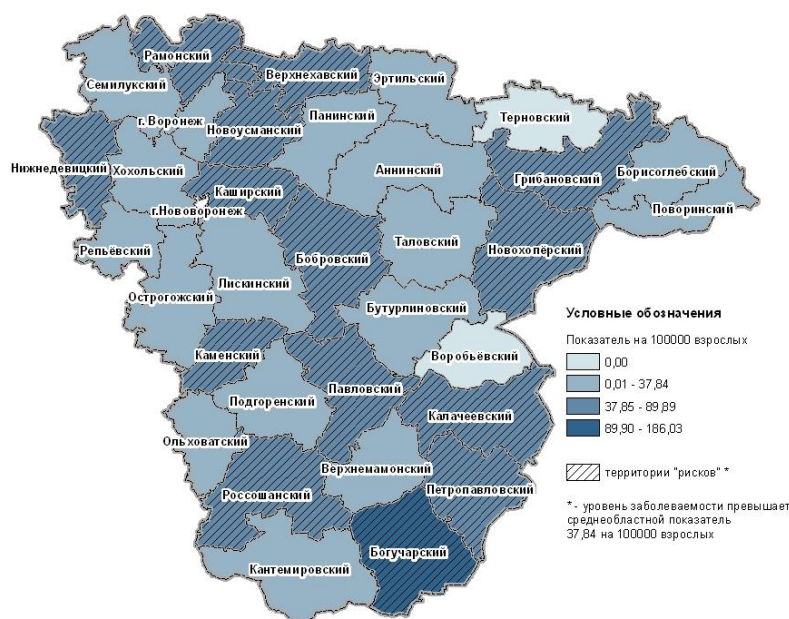 Рамонский
Семилукский
Верхнехавский
Эртильский
г. Воронеж
Новоусманский
Панинский
Терновский
Нижнедевицкий
Хохольский
Каширский
Аннинский
Грибановский
Борисоглебский
Поворинский
г.Нововоронеж
Репьёвский
Острогожский
Лискинский
Бобровский
Таловский
Новохопёрский
Бутурлиновский
Воробьёвский
Каменский
Павловский
Калачеевский
Подгоренский
Ольховатский
Верхнемамонский
Россошанский
Петропавловский
Богучарский
Кантемировский
Условные обозначения
Показатель на 100000 взрослых
0,00
0,01 - 37,84
37,85 - 89,89
89,90 - 186,03
территории "рисков" *
* - уровень заболеваемости превышает
среднеобластной показатель
37,84 на 100000 взрослых